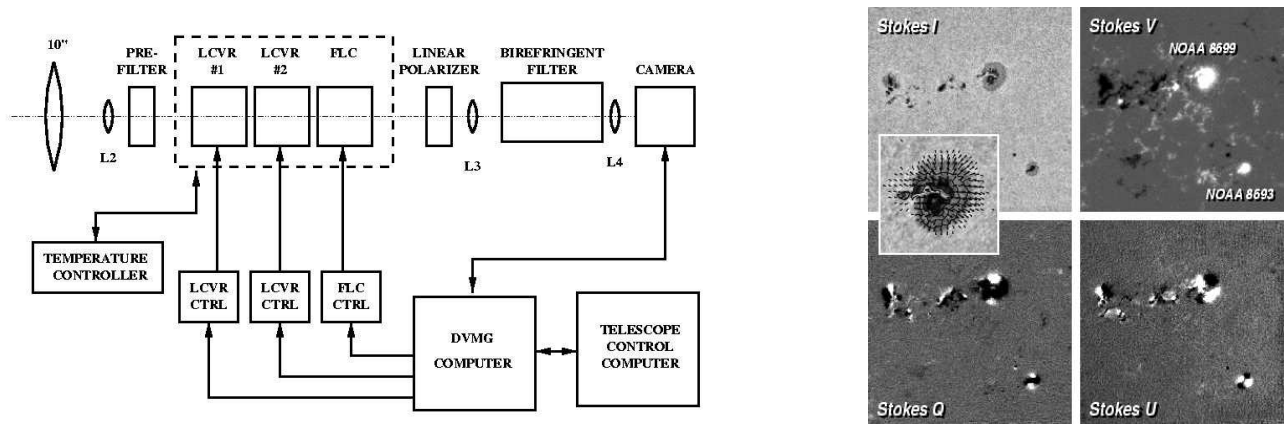 10"
PRE-
FILTER
LCVR
#1
LCVR
#2
FLC
LINEAR
POLARIZER
BIREFRINGENT
FILTER
CAMERA
L2
L3
L4
TEMPERATURE
CONTROLLER
LCVR
CTRL
LCVR
CTRL
FLC
CTRL
DVMG
COMPUTER
TELESCOPE
CONTROL
COMPUTER
Stokes I
Stokes V
NOAA 8699
NOAA 8693
Stokes Q
Stokes U